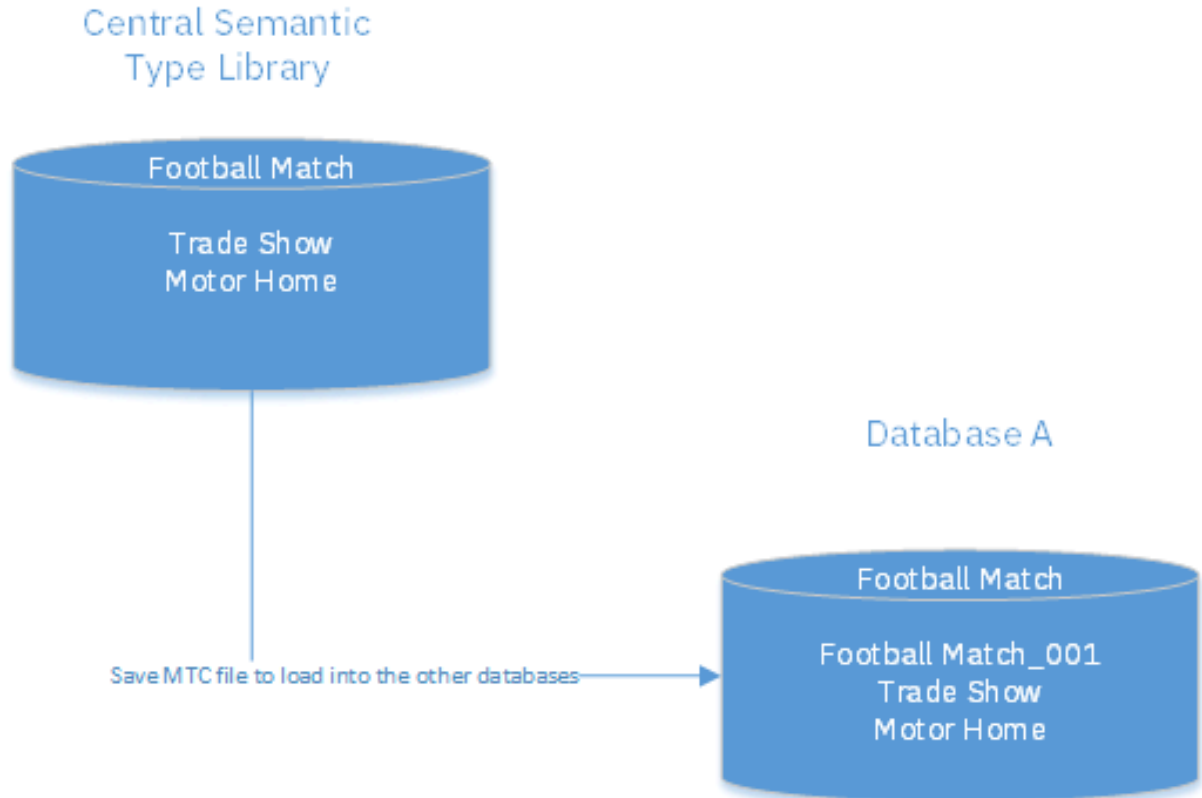 Central Semantic
Type Library
Football Match
Trade Show
Motor Home
Database A
Football Match
Football Match_001
Trade Show
Motor Home
Save MTC file to load into the other databases